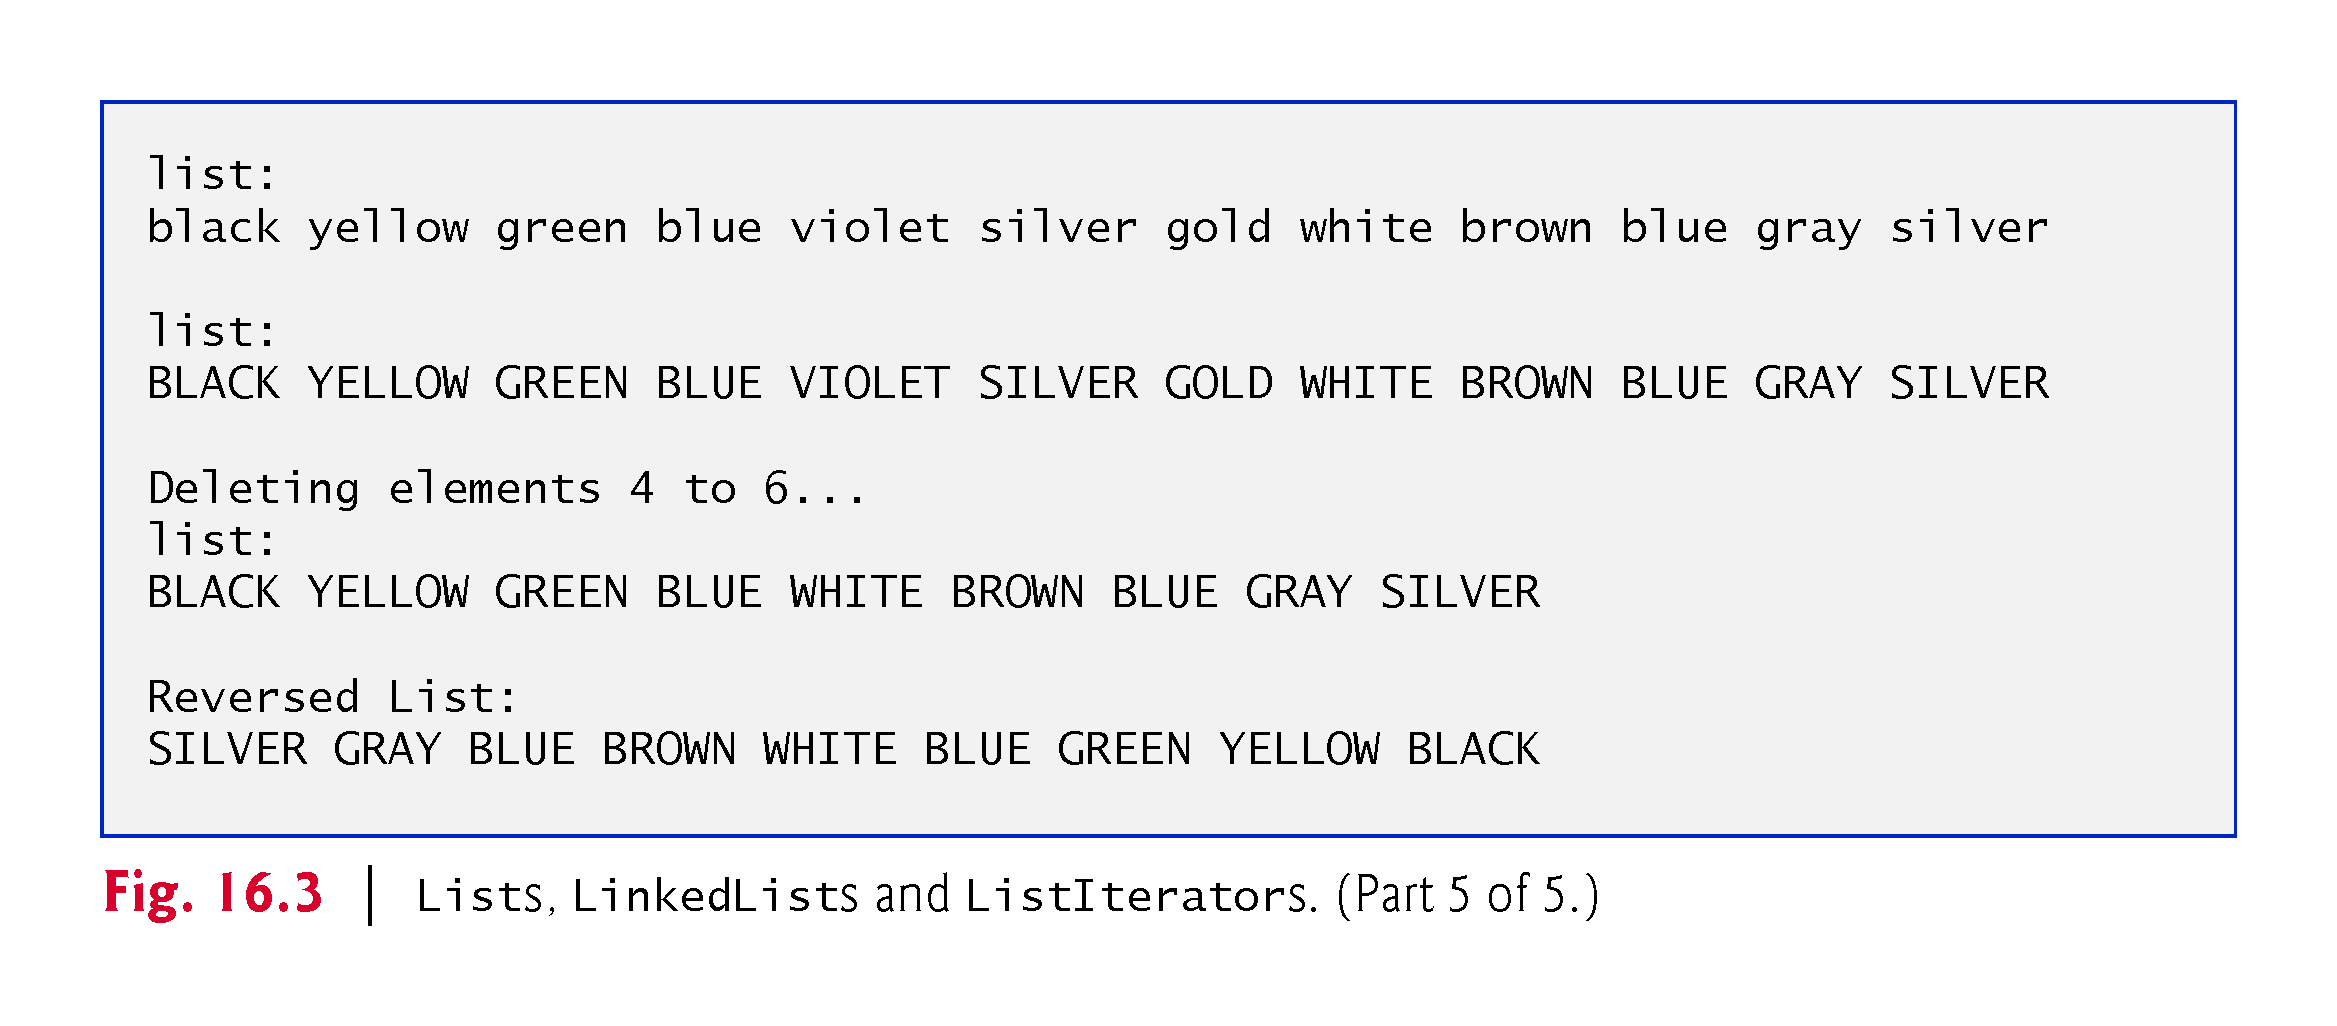 list:
black yellow green blue violet silver gold white brown blue gray silver
list:
BLACK YELLOW GREEN BLUE VIOLET SILVER GOLD WHITE BROWN BLUE GRAY SILVER
Deleting elements 4 to 6...
list:
BLACK YELLOW GREEN BLUE WHITE BROWN BLUE GRAY SILVER
Reversed List:
SILVER GRAY BLUE BROWN WHITE BLUE GREEN YELLOW BLACK
Fig. 16.3 | Lists, LinkedLists and ListIterators. (Part 5 of 5.)